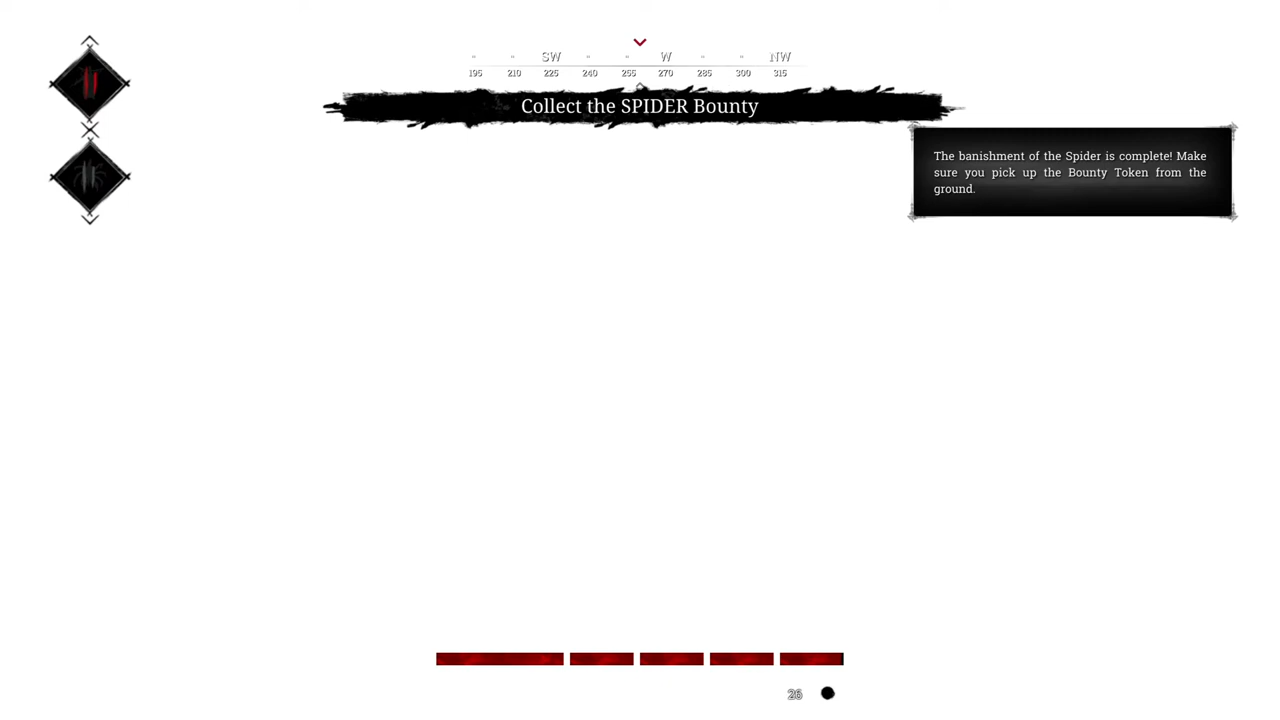 SW W NW
195 210 225 240 255 270 285 300 315
Collect the SPIDER Bounty
The banishment of the Spider is complete! Make
sure you pick up the Bounty Token from the
ground.
26